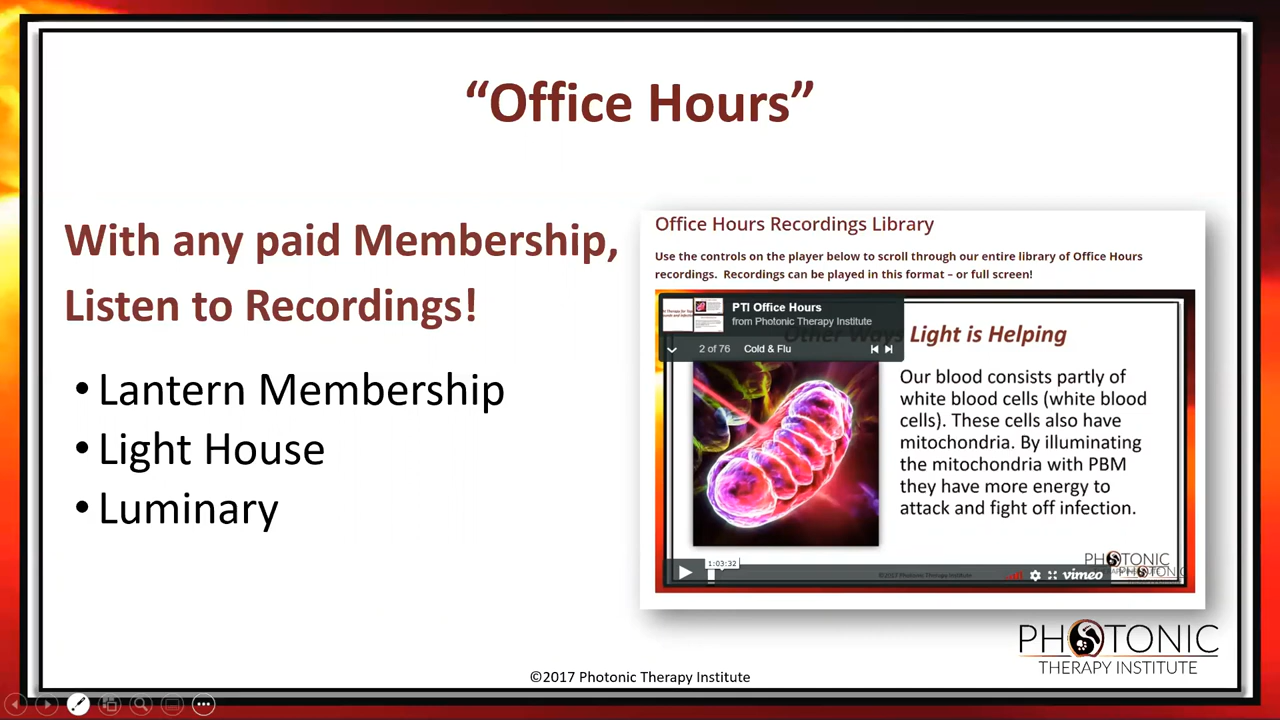 “Office Hours”
With any paid Membership,
Listen to Recordings!
• Lantern Membership
• Light House
• Luminary
Office Hours Recordings Library
Use the controls on the player below to scroll through our entire library of Office Hours
recordings. Recordings can be played in this format – or full screen!
PTI Office Hours
from Photonic Therapy Institute
2 of 76 Cold & Flu
Other Ways Light is Helping
Our blood consists partly of
white blood cells (white blood
cells). These cells also have
mitochondria. By illuminating
the mitochondria with PBM
they have more energy to
attack and fight off infection.
PHOTONIC
1:03:32
©2017 Photonic Therapy Institute
vimeo
PHOTONIC
THERAPY INSTITUTE
©2017 Photonic Therapy Institute